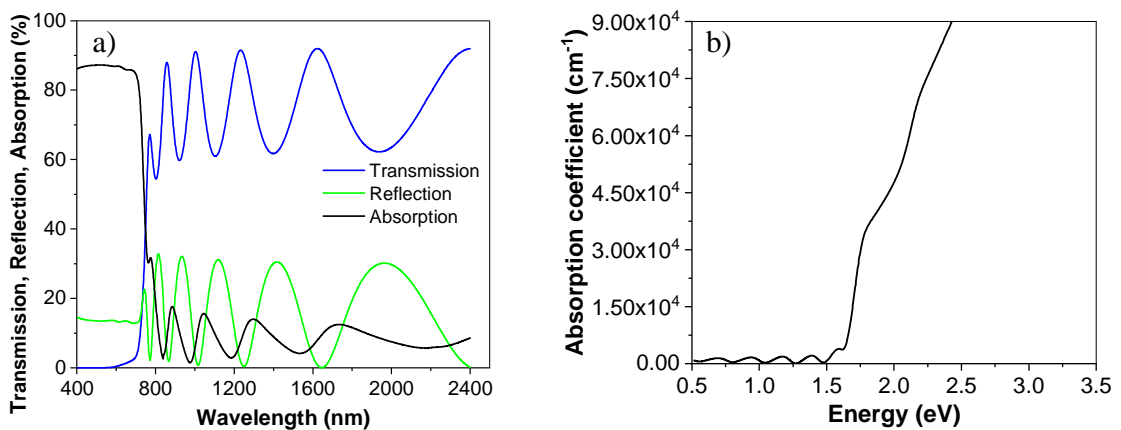 a)
Transmission, Reflection, Absorption (%)
100
80
60
40
20
0
Transmission
Reflection
Absorption
400 800 1200 1600 2000 2400
Wavelength (nm)
b)
Absorption coefficient (cm⁻¹)
9.00x10⁴
7.50x10⁴
6.00x10⁴
4.50x10⁴
3.00x10⁴
1.50x10⁴
0.00
0.5 1.0 1.5 2.0 2.5 3.0 3.5
Energy (eV)